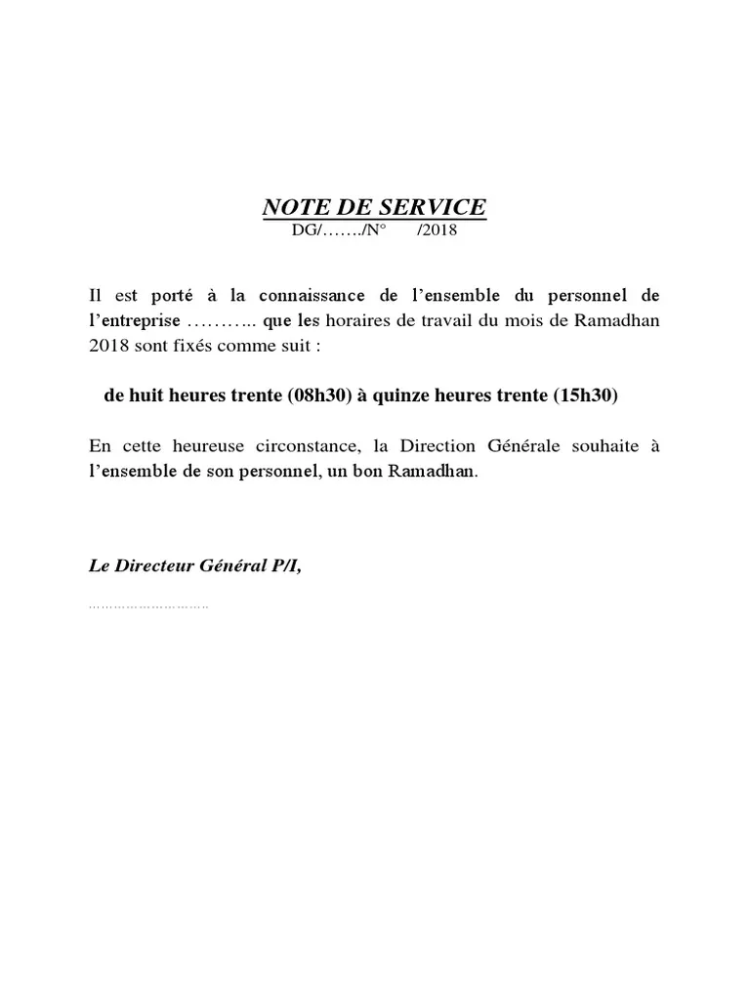 NOTE DE SERVICE
DG/......./N° /2018
Il est porté à la connaissance de l’ensemble du personnel de
l’entreprise ……….. que les horaires de travail du mois de Ramadhan
2018 sont fixés comme suit :
de huit heures trente (08h30) à quinze heures trente (15h30)
En cette heureuse circonstance, la Direction Générale souhaite à
l’ensemble de son personnel, un bon Ramadhan.
Le Directeur Général P/I,
………………………..